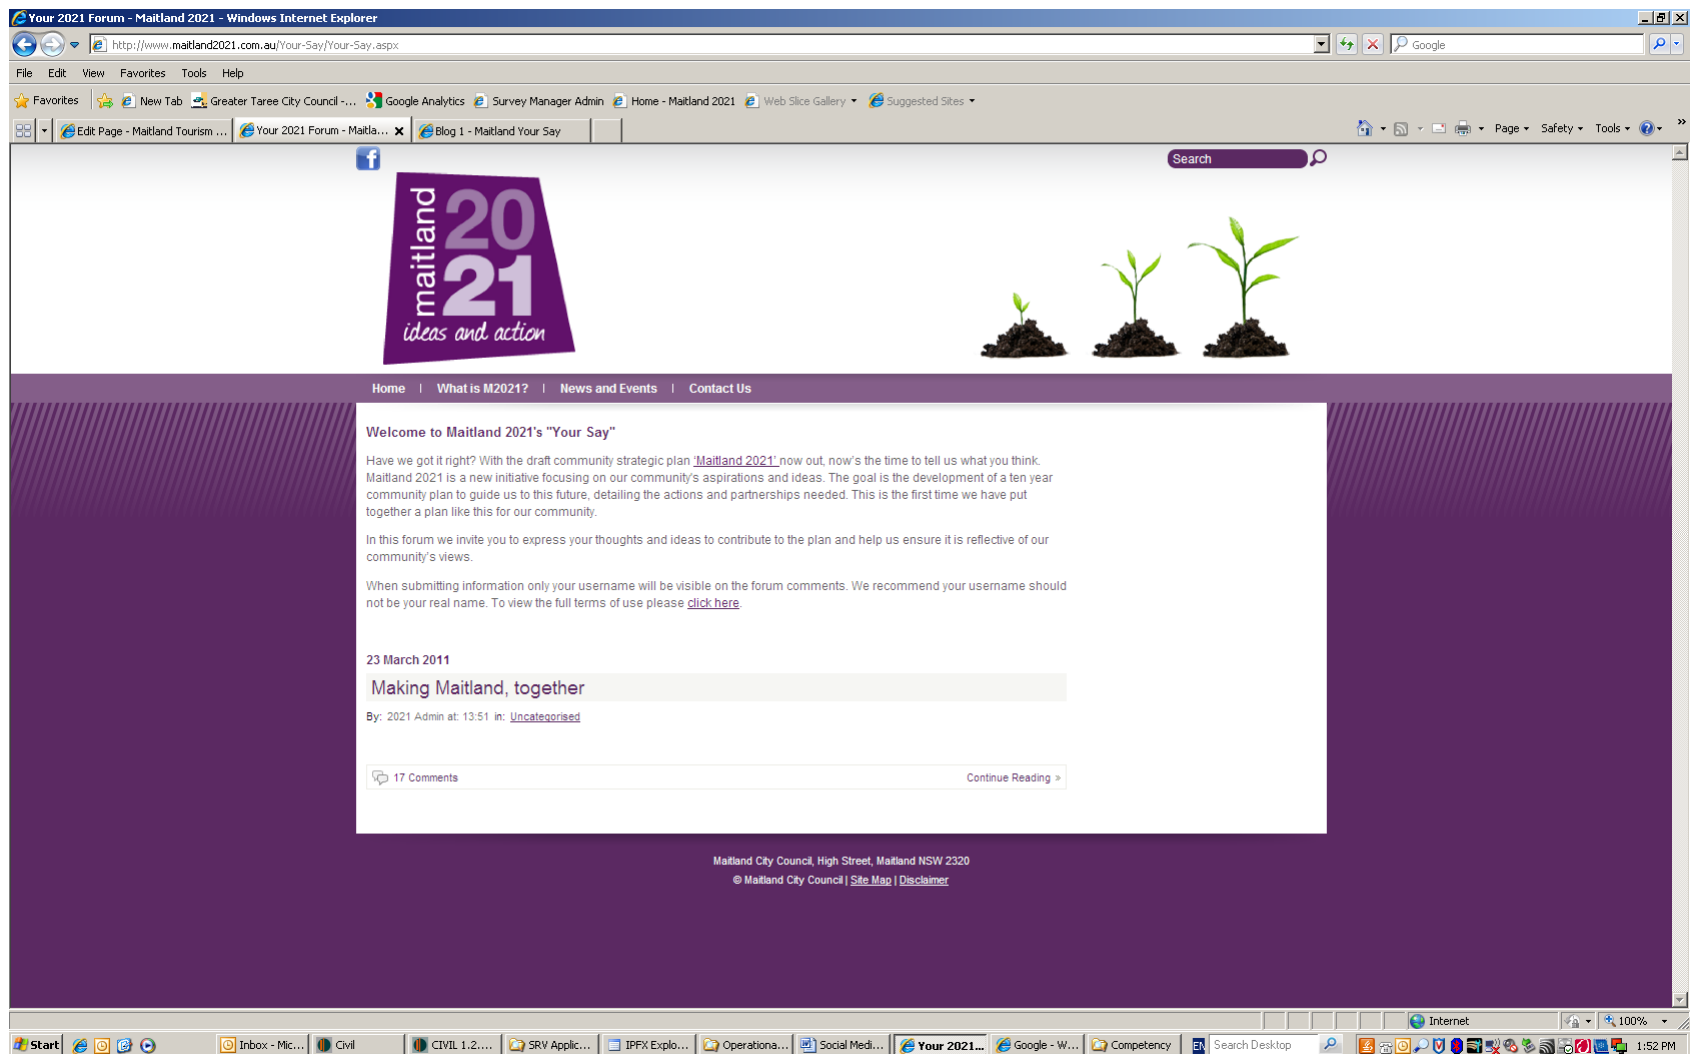 Your 2021 Forum - Maitland 2021 - Windows Internet Explorer
http://www.maitland2021.com.au/Your-Say/Your-Say.aspx
Google
File Edit View Favorites Tools Help
Favorites New Tab Greater Taree City Council -... Google Analytics Survey Manager Admin Home - Maitland 2021 Web Slice Gallery Suggested Sites
Edit Page - Maitland Tourism ... Your 2021 Forum - Maitla... Blog 1 - Maitland Your Say Page Safety Tools
Search
maitland
20
21
ideas and action
Home | What is M2021? | News and Events | Contact Us
Welcome to Maitland 2021's "Your Say"
Have we got it right? With the draft community strategic plan ‘Maitland 2021’ now out, now’s the time to tell us what you think.
Maitland 2021 is a new initiative focusing on our community’s aspirations and ideas. The goal is the development of a ten year
community plan to guide us to this future, detailing the actions and partnerships needed. This is the first time we have put
together a plan like this for our community.
In this forum we invite you to express your thoughts and ideas to contribute to the plan and help us ensure it is reflective of our
community’s views.
When submitting information only your username will be visible on the forum comments. We recommend your username should
not be your real name. To view the full terms of use please click here.
23 March 2011
Making Maitland, together
By: 2021 Admin at: 13:51 in: Uncategorised
17 Comments Continue Reading »
Maitland City Council, High Street, Maitland NSW 2320
© Maitland City Council | Site Map | Disclaimer
Internet 100%
Start Inbox - Mic... Civil CIVIL 1.2.... SRV Applic... IPFX Explo... Operationa... Social Medi... Your 2021... Google - W... Competency EN Search Desktop 1:52 PM